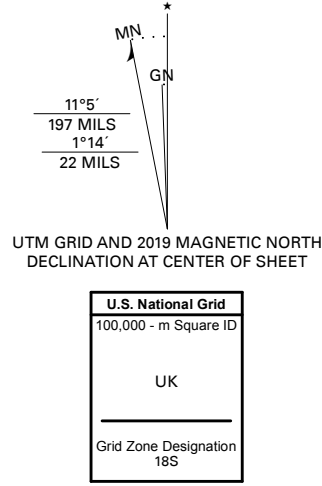 ★
MN
GN
11°5´
197 MILS
1°14´
22 MILS
UTM GRID AND 2019 MAGNETIC NORTH
DECLINATION AT CENTER OF SHEET
U.S. National Grid
100,000 - m Square ID
UK
Grid Zone Designation
18S